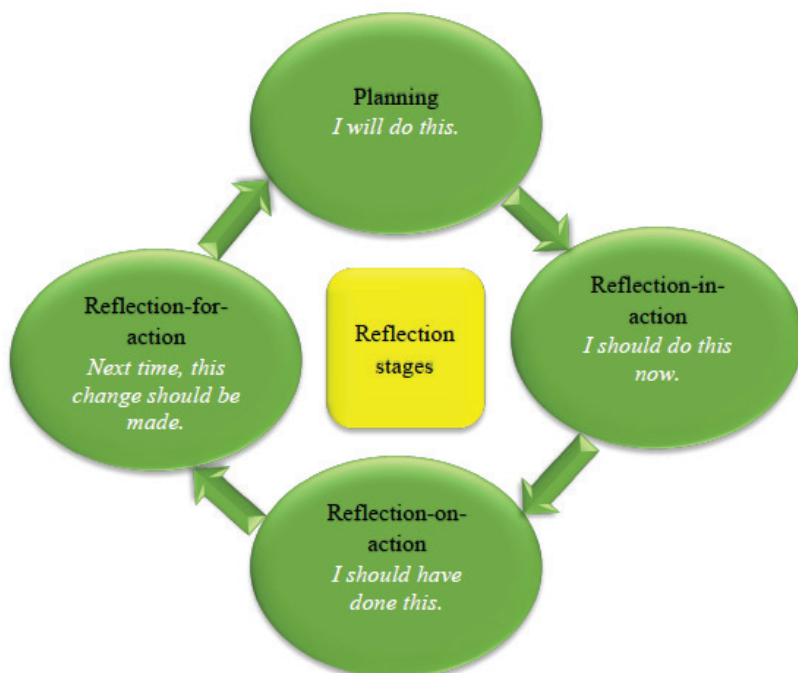 Planning
I will do this.
Reflection-in-
action
I should do this
now.
Reflection-on-
action
I should have
done this.
Reflection-for-
action
Next time, this
change should be
made.
Reflection
stages